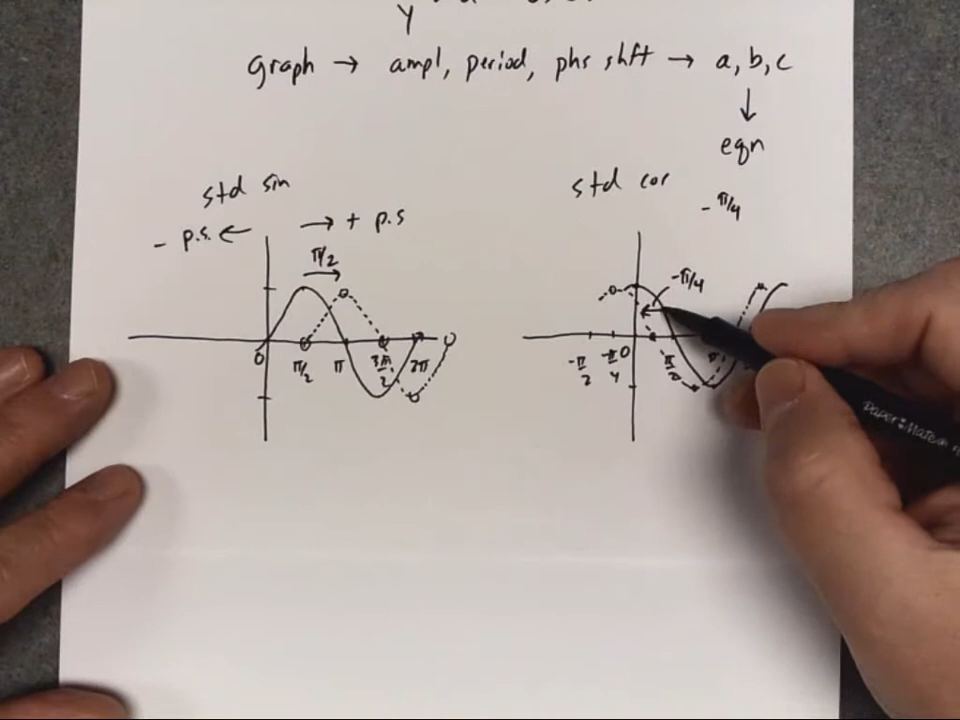 graph → ampl, period, phs shft → a, b, c
↓
eqn
std sin
std cos
- π/4
- p.s. ←
→ + p.s
π/2
-π/4
0 π/2 π 3π/2 2π
-π/2 -π/4 0 π/2 π
PAPER:MATE